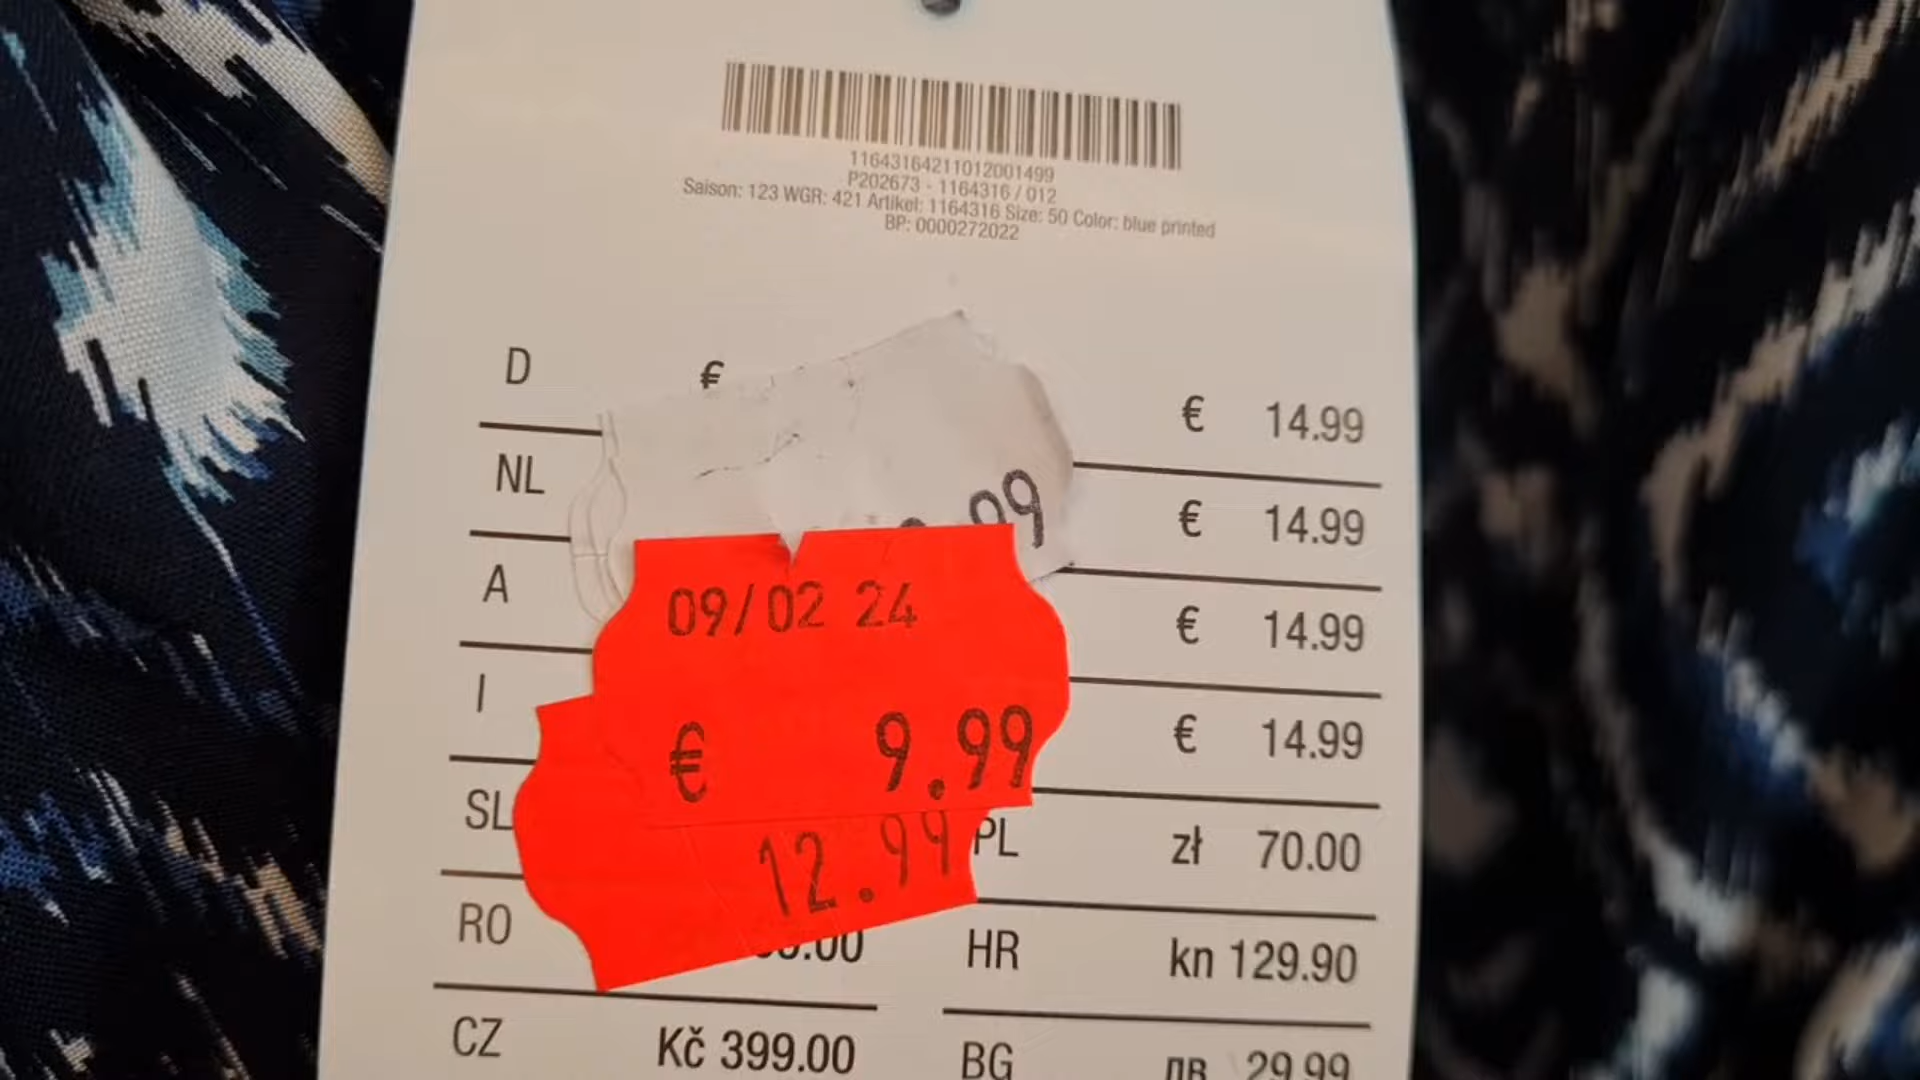 11643164211012001499
P202673 - 1164316 / 012
Saison: 123 WGR: 421 Artikel: 1164316 Size: 50 Color: blue printed
BP: 0000272022
D €
€ 14.99
NL
99
€ 14.99
A
09/02 24
€ 14.99
I
€ 9.99
€ 14.99
SL
12.99
PL zł 70.00
RO
HR kn 129.90
CZ Kč 399.00
BG лв 29.99